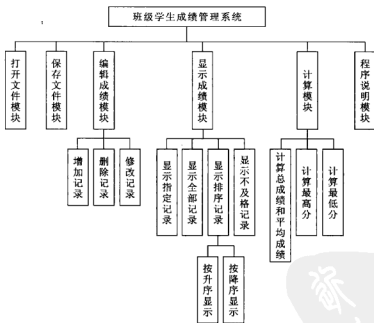 班级学生成绩管理系统
打开文件模块
保存文件模块
编辑成绩模块
显示成绩模块
计算模块
程序说明模块
增加记录
删除记录
修改记录
显示指定记录
显示全部记录
显示排序记录
显示不及格记录
计算总成绩和平均成绩
计算最高分
计算最低分
按升序显示
按降序显示